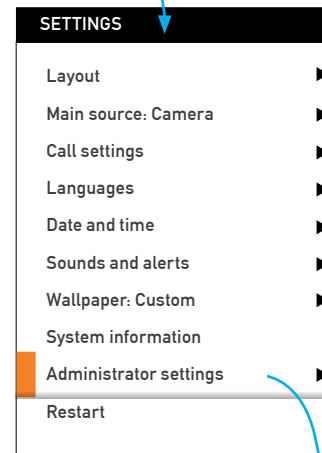 SETTINGS
Layout
Main source: Camera
Call settings
Languages
Date and time
Sounds and alerts
Wallpaper: Custom
System information
Administrator settings
Restart